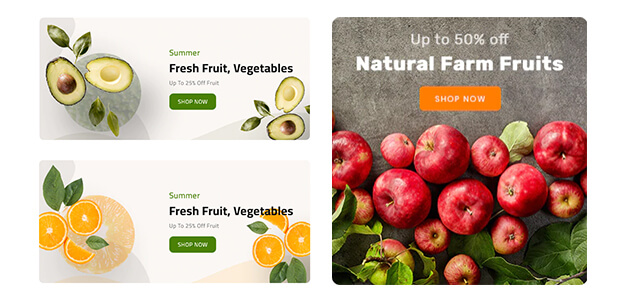 Summer
Fresh Fruit, Vegetables
Up To 25% Off Fruit
SHOP NOW
Summer
Fresh Fruit, Vegetables
Up To 25% Off Fruit
SHOP NOW
Up to 50% off
Natural Farm Fruits
SHOP NOW